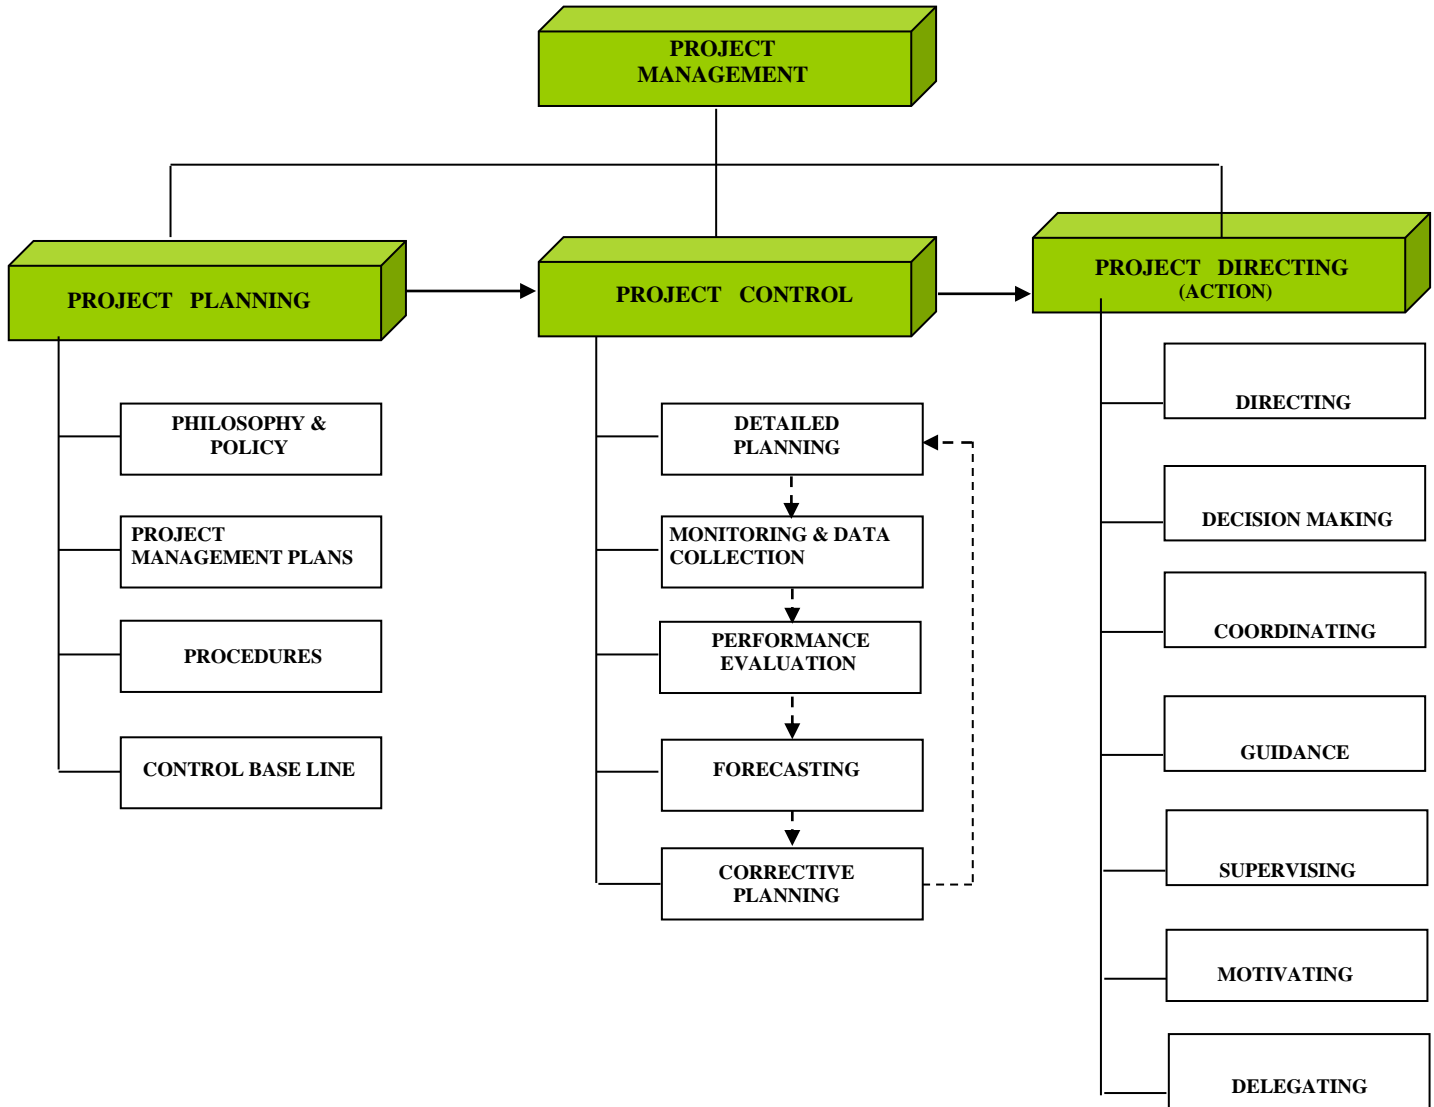 PROJECT
MANAGEMENT
PROJECT PLANNING
PHILOSOPHY &
POLICY
PROJECT
MANAGEMENT PLANS
PROCEDURES
CONTROL BASE LINE
PROJECT CONTROL
DETAILED
PLANNING
MONITORING & DATA
COLLECTION
PERFORMANCE
EVALUATION
FORECASTING
CORRECTIVE
PLANNING
PROJECT DIRECTING
(ACTION)
DIRECTING
DECISION MAKING
COORDINATING
GUIDANCE
SUPERVISING
MOTIVATING
DELEGATING